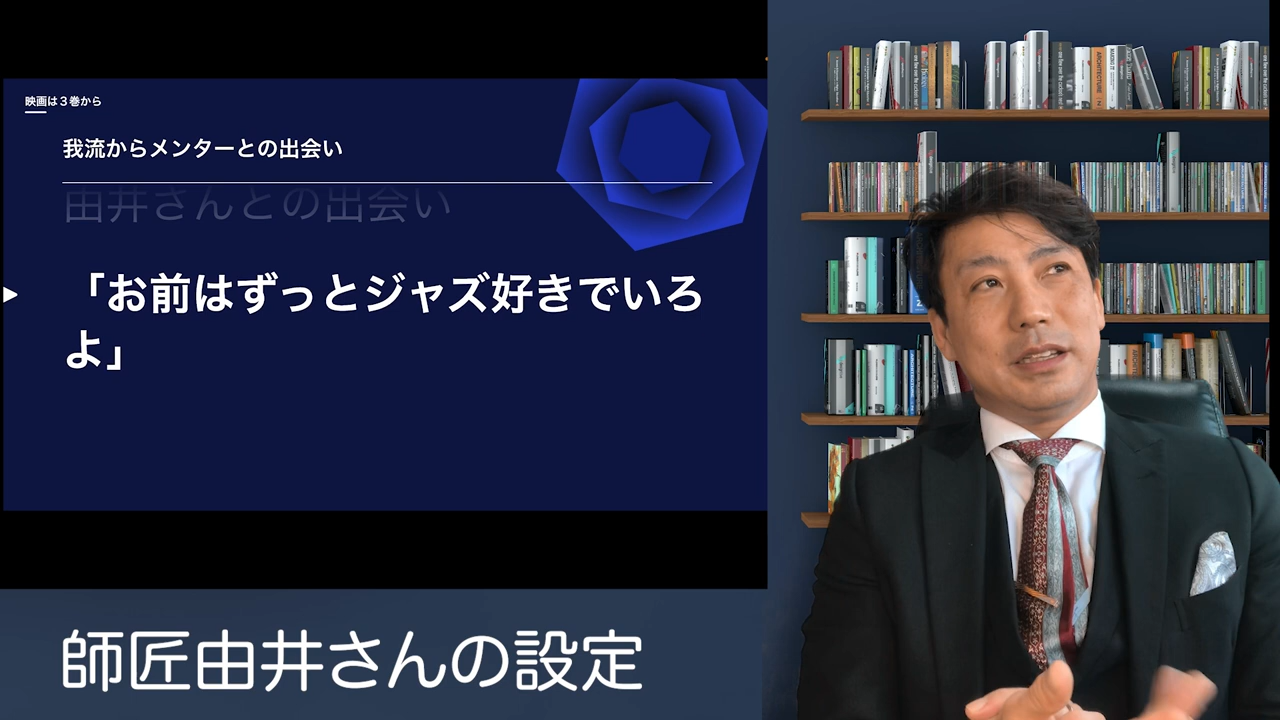 映画は３巻から
我流からメンターとの出会い
由井さんとの出会い
「お前はずっとジャズ好きでいろ
よ」
師匠由井さんの設定